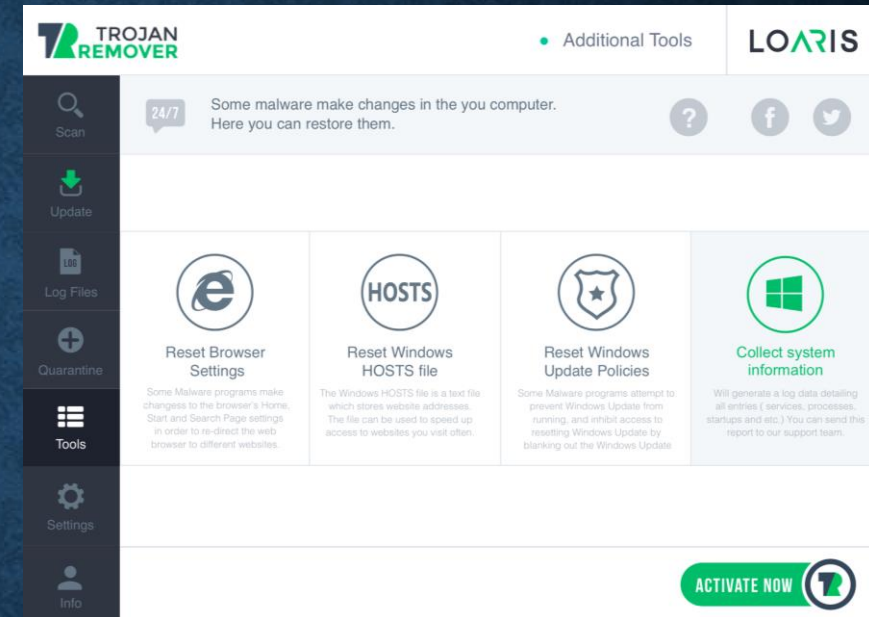 TROJAN
REMOVER
Additional Tools
LOARIS
Scan
24/7
Some malware make changes in the you computer.
Here you can restore them.
?
Update
Log Files
LOG
Quarantine
Tools
Settings
Info
HOSTS
Reset Browser
Settings
Some Malware programs make
changess to the browser's Home,
Start and Search Page settings
in order to re-direct the web
browser to different websites.
Reset Windows
HOSTS file
The Windows HOSTS file is a text file
which stores website addresses.
The file can be used to speed up
access to websites you visit often.
Reset Windows
Update Policies
Some Malware programs attempt to
prevent Windows Update from
running, and inhibit access to
resetting Windows Update by
blanking out the Windows Update
Collect system
information
Will generate a log data detailing
all entries ( services, processes,
startups and etc.) You can send this
report to our support team.
ACTIVATE NOW